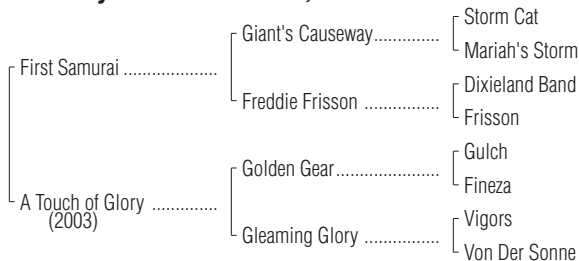 Storm Cat
Giant's Causeway..............
Mariah's Storm
First Samurai ....................
Dixieland Band
Freddie Frisson ................
Frisson
Gulch
Golden Gear......................
Fineza
A Touch of Glory ..............
(2003)
Vigors
Gleaming Glory ................
Von Der Sonne